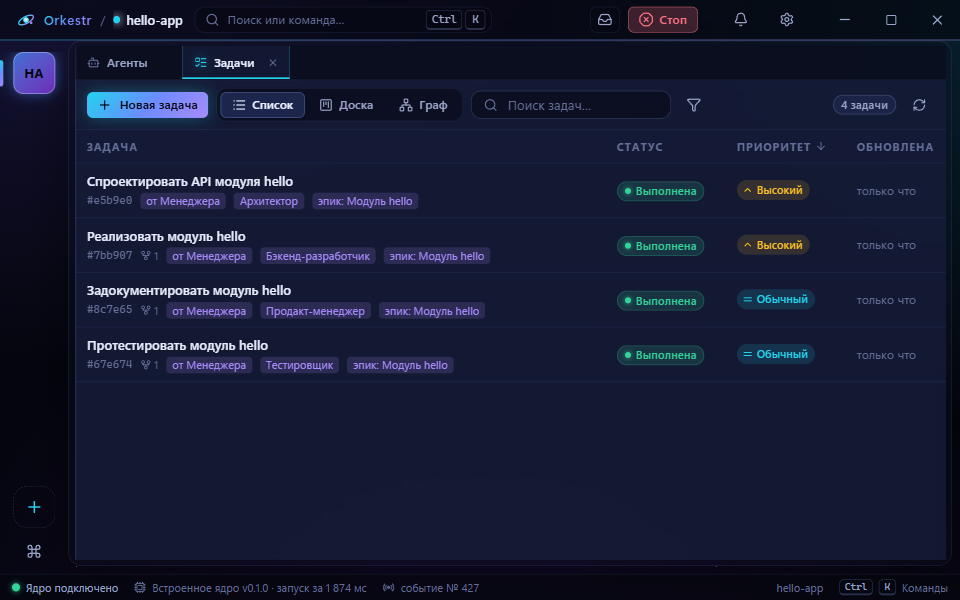 Orkestr / hello-app Поиск или команда... Ctrl K Стоп
HA
Агенты Задачи
Новая задача Список Доска Граф Поиск задач... 4 задачи
ЗАДАЧА СТАТУС ПРИОРИТЕТ ОБНОВЛЕНА
Спроектировать API модуля hello
#e5b9e0 от Менеджера Архитектор эпик: Модуль hello Выполнена Высокий только что
Реализовать модуль hello
#7bb907 1 от Менеджера Бэкенд-разработчик эпик: Модуль hello Выполнена Высокий только что
Задокументировать модуль hello
#8c7e65 1 от Менеджера Продакт-менеджер эпик: Модуль hello Выполнена Обычный только что
Протестировать модуль hello
#67e674 1 от Менеджера Тестировщик эпик: Модуль hello Выполнена Обычный только что
Ядро подключено Встроенное ядро v0.1.0 · запуск за 1 874 мс событие № 427 hello-app Ctrl K Команды